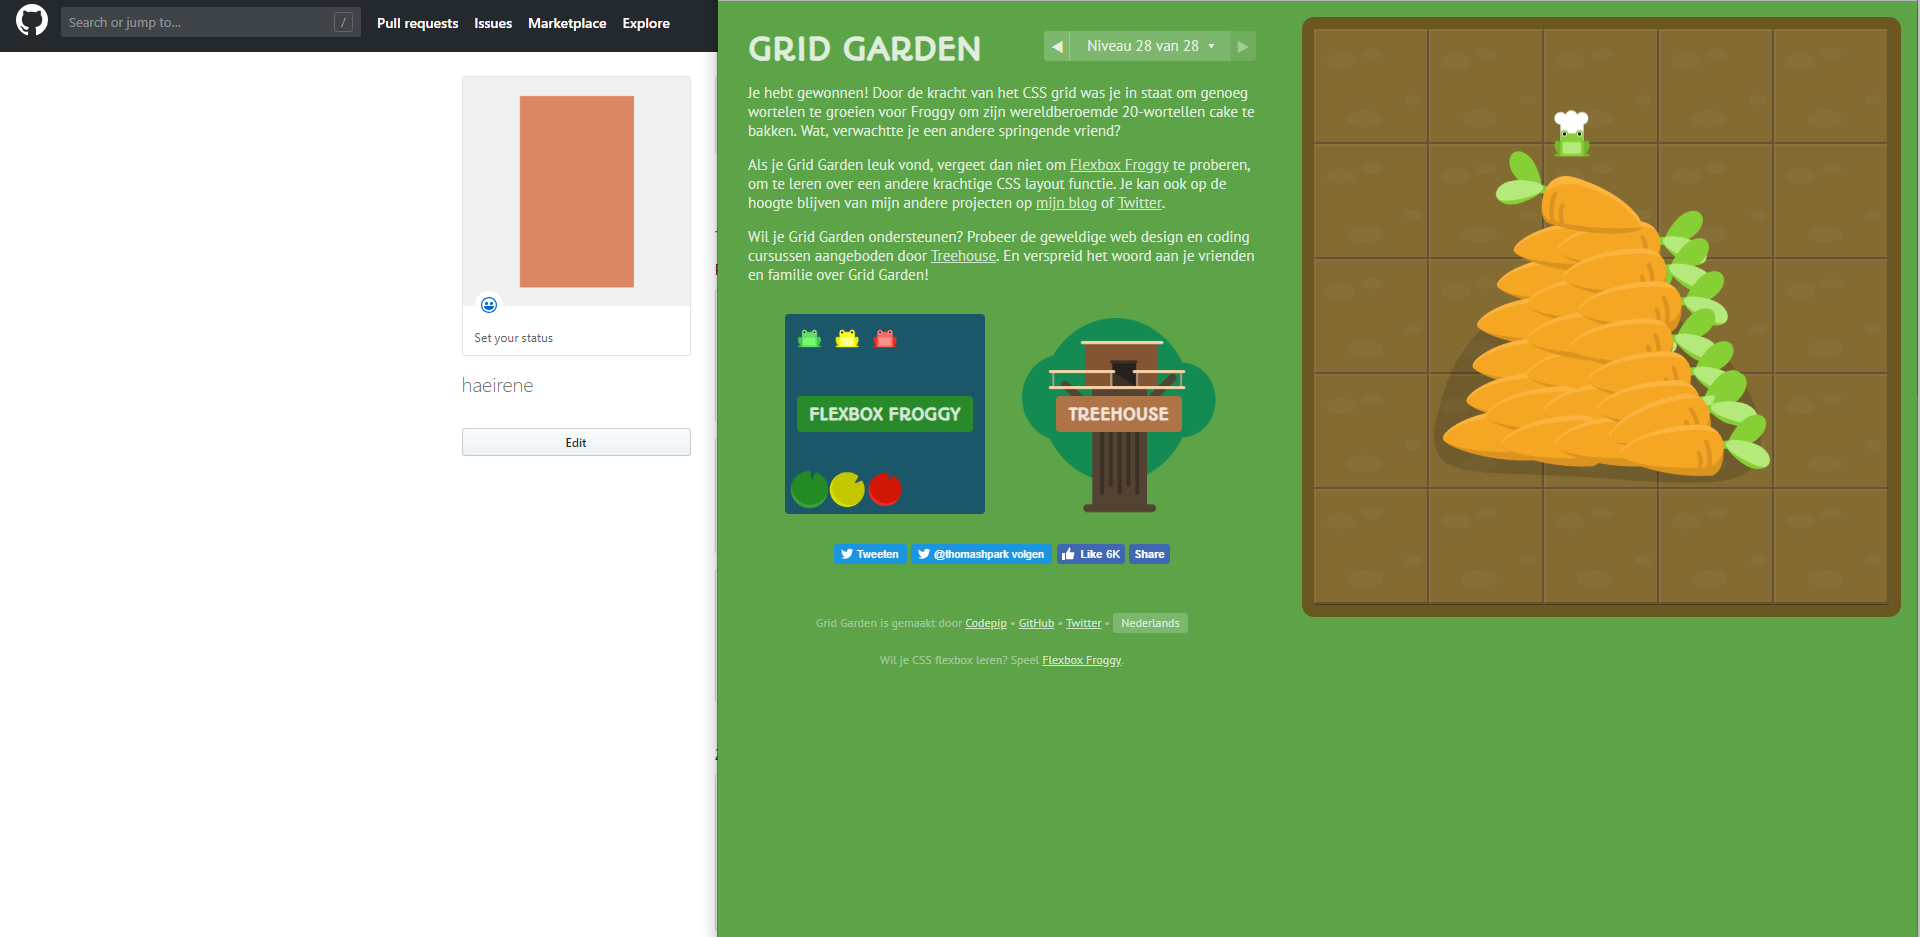 Search or jump to...
/
Pull requests
Issues
Marketplace
Explore
Set your status
haeirene
Edit
GRID GARDEN
Niveau 28 van 28
Je hebt gewonnen! Door de kracht van het CSS grid was je in staat om genoeg
wortelen te groeien voor Froggy om zijn wereldberoemde 20-wortellen cake te
bakken. Wat, verwachtte je een andere springende vriend?
Als je Grid Garden leuk vond, vergeet dan niet om Flexbox Froggy te proberen,
om te leren over een andere krachtige CSS layout functie. Je kan ook op de
hoogte blijven van mijn andere projecten op mijn blog of Twitter.
Wil je Grid Garden ondersteunen? Probeer de geweldige web design en coding
cursussen aangeboden door Treehouse. En verspreid het woord aan je vrienden
en familie over Grid Garden!
FLEXBOX FROGGY
TREEHOUSE
Tweeten
@thomashpark volgen
Like 6K
Share
Grid Garden is gemaakt door Codepip • GitHub • Twitter • Nederlands
Wil je CSS flexbox leren? Speel Flexbox Froggy.